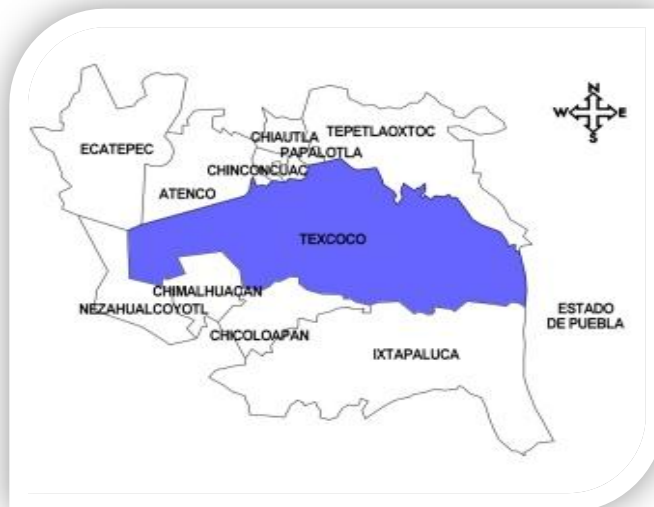 N
W E
S
TEPETLAOXTOC
CHIAUTLA
ECATEPEC
PAPALOTLA
CHINCONCUAC
ATENCO
TEXCOCO
CHIMALHUACAN
NEZAHUALCOYOTL
ESTADO
DE PUEBLA
CHICOLOAPAN
IXTAPALUCA